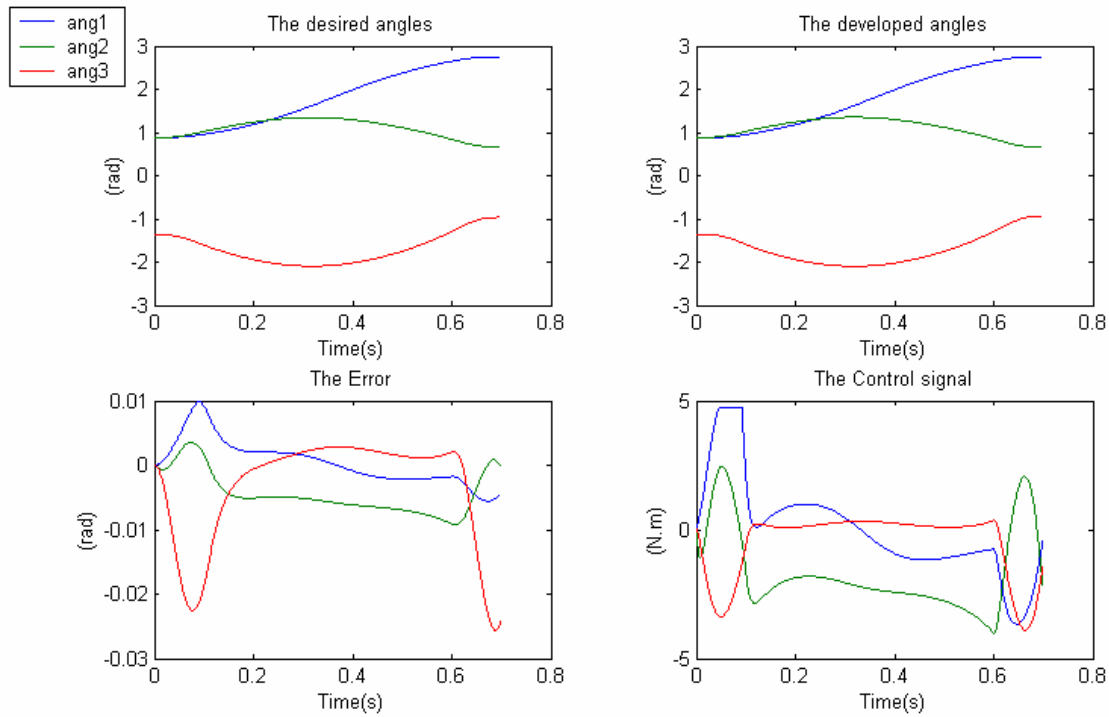 ang1
ang2
ang3
The desired angles
3
2
1
0
-1
-2
-3
(rad)
0
0.2
0.4
0.6
0.8
Time(s)
The developed angles
3
2
1
0
-1
-2
-3
(rad)
0
0.2
0.4
0.6
0.8
Time(s)
The Error
0.01
0
-0.01
-0.02
-0.03
(rad)
0
0.2
0.4
0.6
0.8
Time(s)
The Control signal
5
0
-5
(N.m)
0
0.2
0.4
0.6
0.8
Time(s)